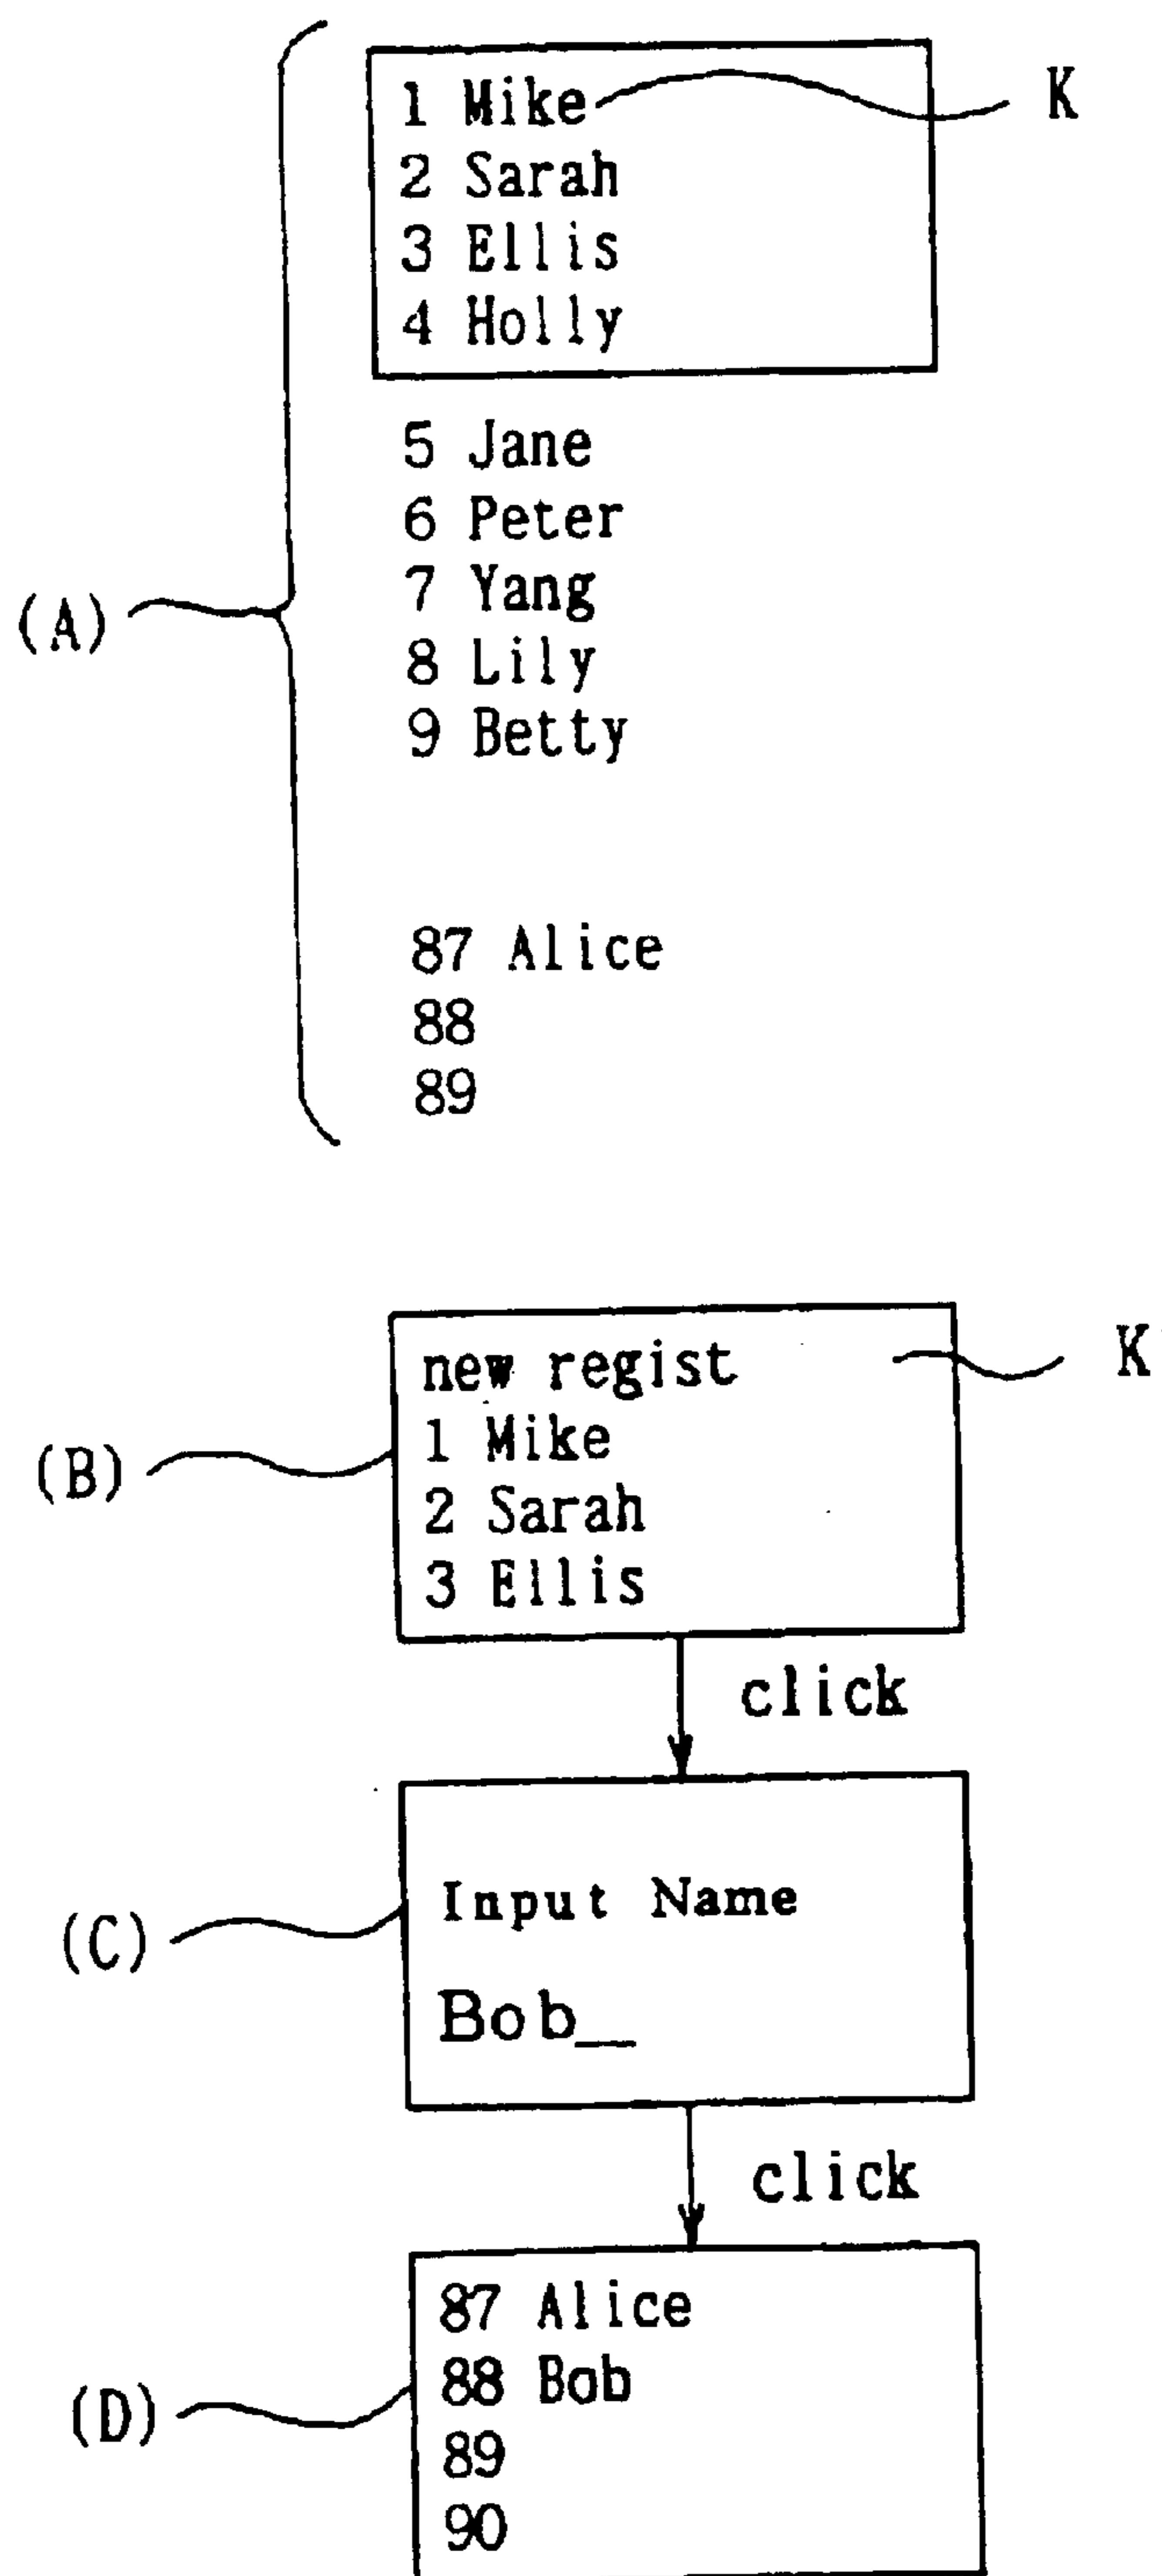 1 Mike K
2 Sarah
3 Ellis
4 Holly
5 Jane
6 Peter
(A) 7 Yang
8 Lily
9 Betty
87 Alice
88
89
new regist K
1 Mike
(B) 2 Sarah
3 Ellis
click
Input Name
(C)
Bob_
click
87 Alice
88 Bob
(D)
89
90